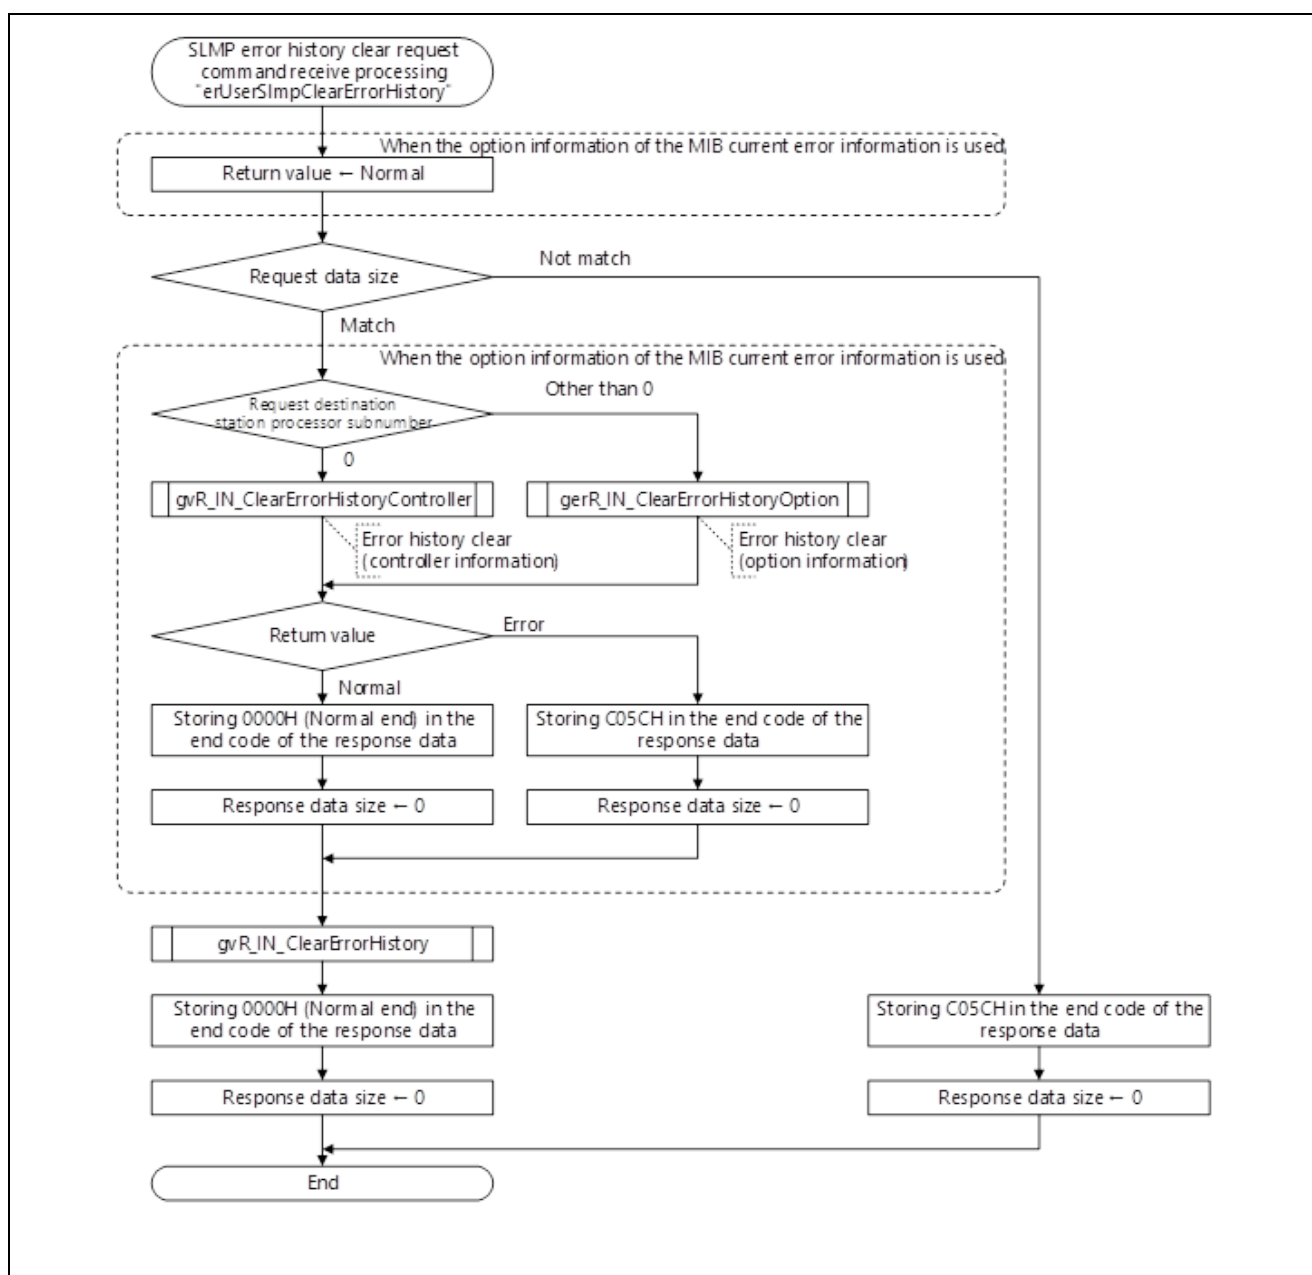 SLMP error history clear request
command receive processing
"erUserSlmpClearErrorHistory"
When the option information of the MIB current error information is used
Return value ← Normal
Request data size
Not match
Match
When the option information of the MIB current error information is used
Request destination
station processor subnumber
Other than 0
0
gvR_IN_ClearErrorHistoryController
gerR_IN_ClearErrorHistoryOption
Error history clear
(controller information)
Error history clear
(option information)
Return value
Error
Normal
Storing 0000H (Normal end) in the
end code of the response data
Storing C05CH in the end code of the
response data
Response data size ← 0
Response data size ← 0
gvR_IN_ClearErrorHistory
Storing 0000H (Normal end) in the
end code of the response data
Storing C05CH in the end code of the
response data
Response data size ← 0
Response data size ← 0
End